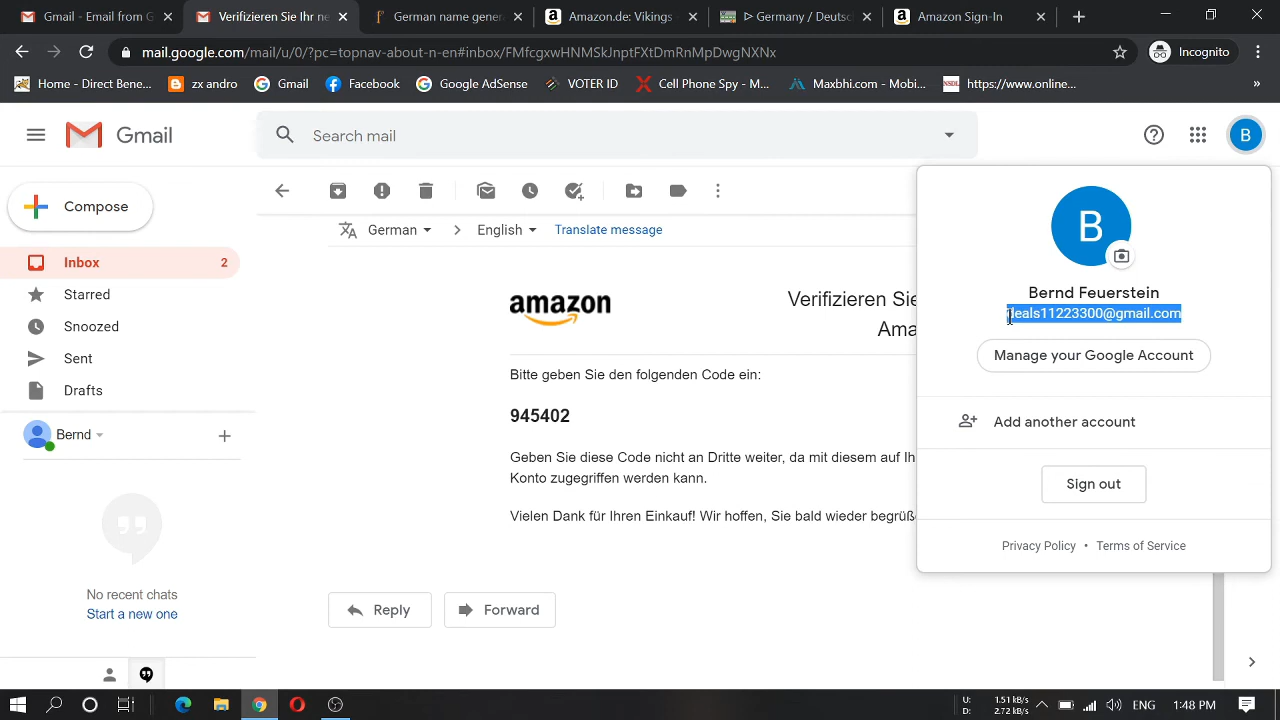 Gmail - Email from G
Verifizieren Sie Ihr ne
German name gener
Amazon.de: Vikings -
ᐅ Germany / Deutsc
Amazon Sign-In
mail.google.com/mail/u/0/?pc=topnav-about-n-en#inbox/FMfcgxwHNMSkJnptFXtDmRnMpDwgNXNx
Incognito
Home - Direct Bene...
zx andro
Gmail
Facebook
Google AdSense
VOTER ID
Cell Phone Spy - M...
Maxbhi.com - Mobi...
https://www.online...
»
Gmail
Search mail
B
Compose
German
English
Translate message
Inbox 2
Starred
Snoozed
Sent
Drafts
Bernd
No recent chats
Start a new one
amazon
Verifizieren Sie
Ama
Bitte geben Sie den folgenden Code ein:
945402
Geben Sie diese Code nicht an Dritte weiter, da mit diesem auf Ih
Konto zugegriffen werden kann.
Vielen Dank für Ihren Einkauf! Wir hoffen, Sie bald wieder begrüß
Reply
Forward
B
Bernd Feuerstein
deals11223300@gmail.com
Manage your Google Account
Add another account
Sign out
Privacy Policy • Terms of Service
U: 1.51 kB/s
D: 2.72 kB/s
ENG
1:48 PM